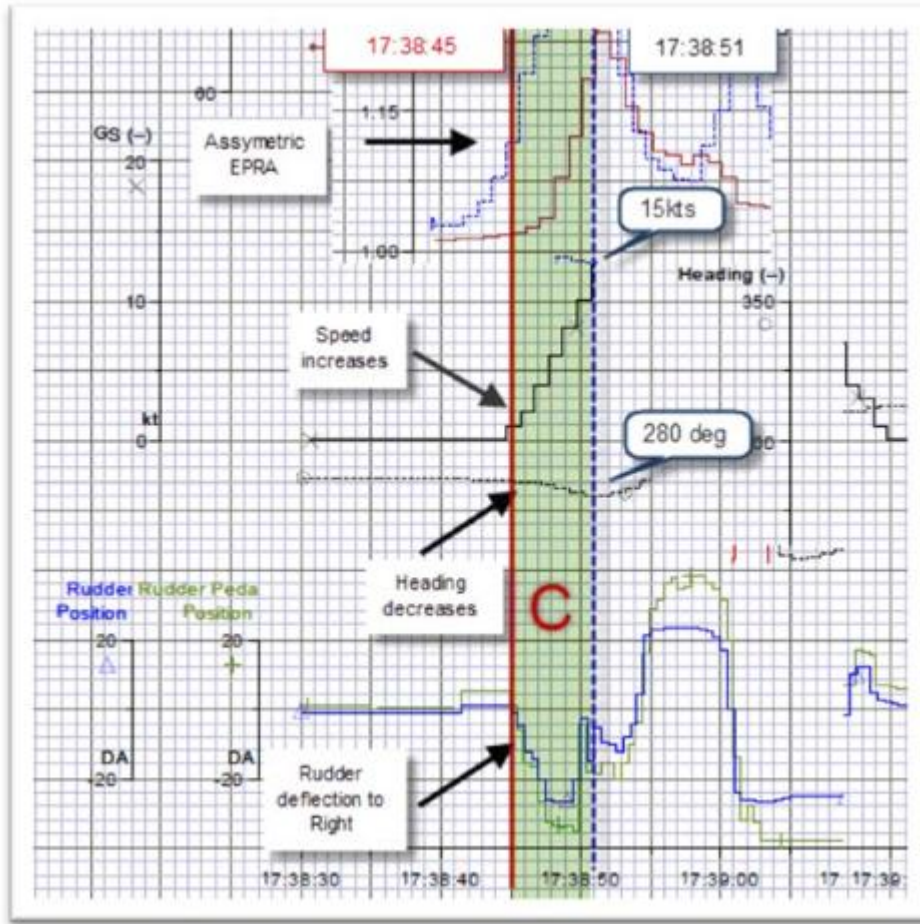 17:38:45
17:38:51
60
1.15
GS (–)
Assymetric
EPRA
20
15kts
1.00
Heading (–)
10
350
Speed
increases
kt
280 deg
0
00
Heading
decreases
C
Rudder
Position
Rudder Peda
Position
20
20
DA
DA
-20
-20
Rudder
deflection to
Right
17:38:30
17:38:40
17:38:50
17:39:00
17
17:39: